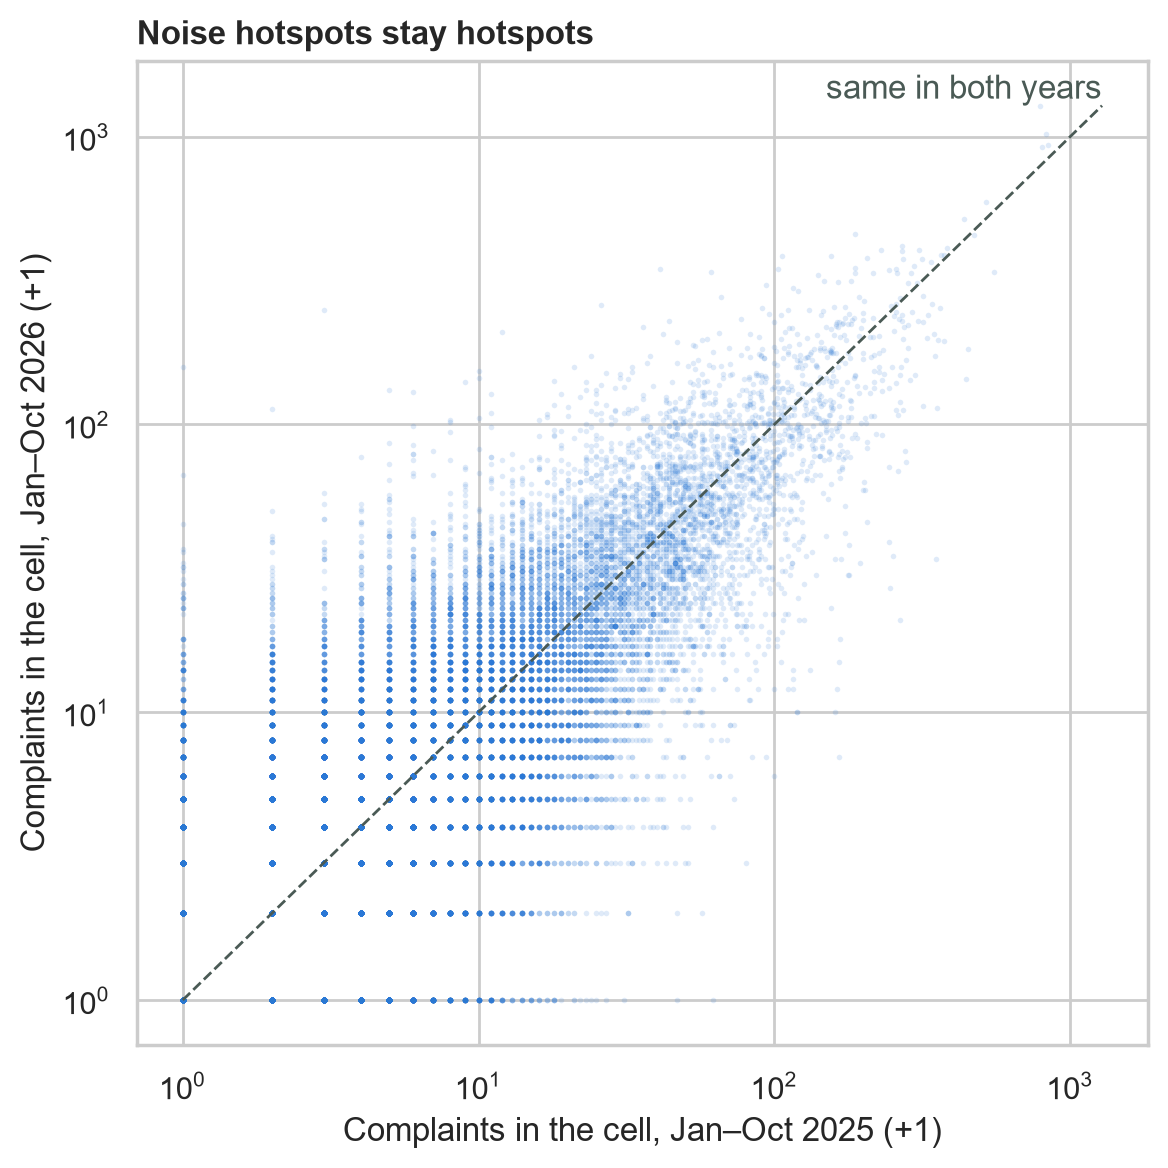 Noise hotspots stay hotspots
same in both years
10³
10²
10¹
10⁰
Complaints in the cell, Jan–Oct 2026 (+1)
10⁰ 10¹ 10² 10³
Complaints in the cell, Jan–Oct 2025 (+1)